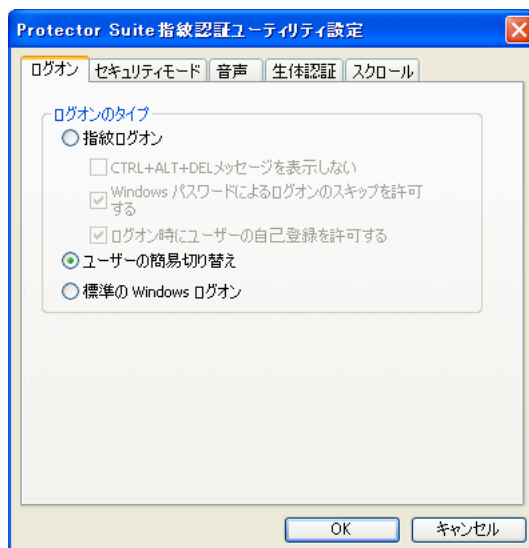 Protector Suite指紋認証ユーティリティ設定
ログオン セキュリティモード 音声 生体認証 スクロール
ログオンのタイプ
指紋ログオン
CTRL+ALT+DELメッセージを表示しない
Windows パスワードによるログオンのスキップを許可
する
ログオン時にユーザーの自己登録を許可する
ユーザーの簡易切り替え
標準の Windows ログオン
OK キャンセル